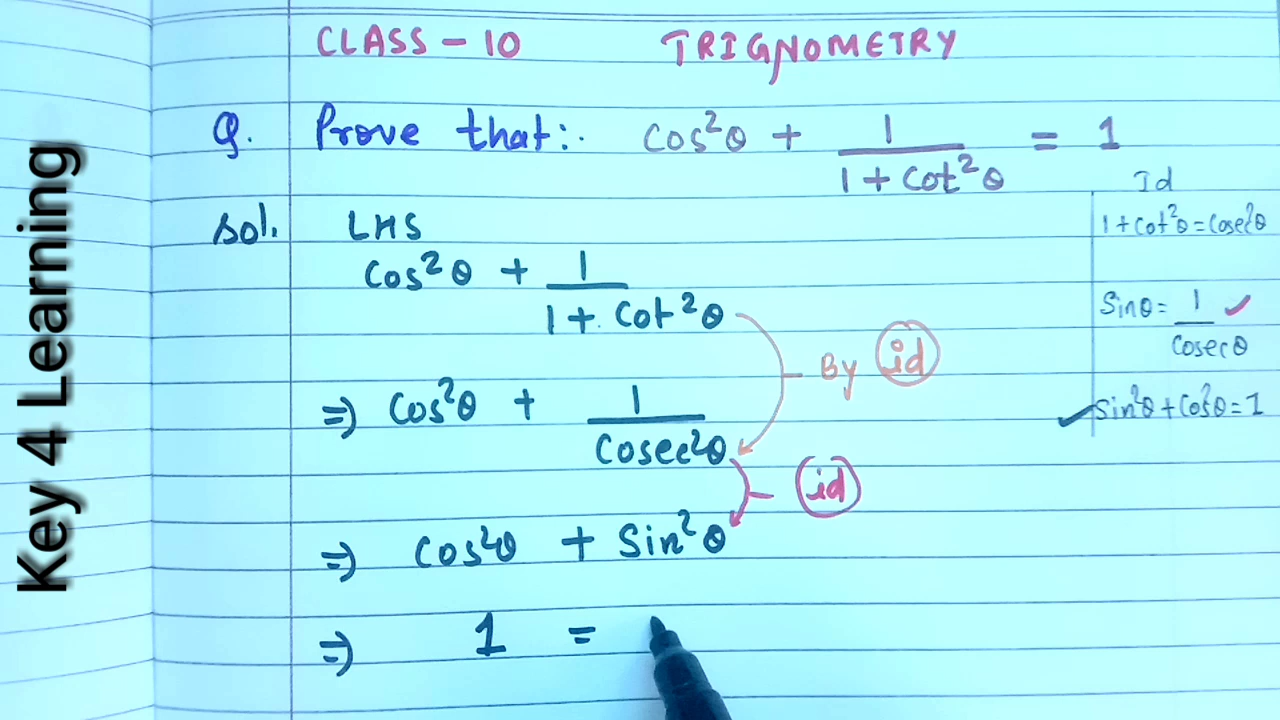 CLASS - 10 TRIGNOMETRY
Q. Prove that:. Cos²θ + 1/(1 + Cot²θ) = 1
Id
Sol. LHS
1 + Cot²θ = Cosec²θ
Cos²θ + 1/(1 + Cot²θ)
Sinθ = 1/Cosecθ ✓
By id
⇒ Cos²θ + 1/Cosec²θ
✓ Sin²θ + Cos²θ = 1
id
⇒ Cos²θ + Sin²θ
⇒ 1 =
Key 4 Learning